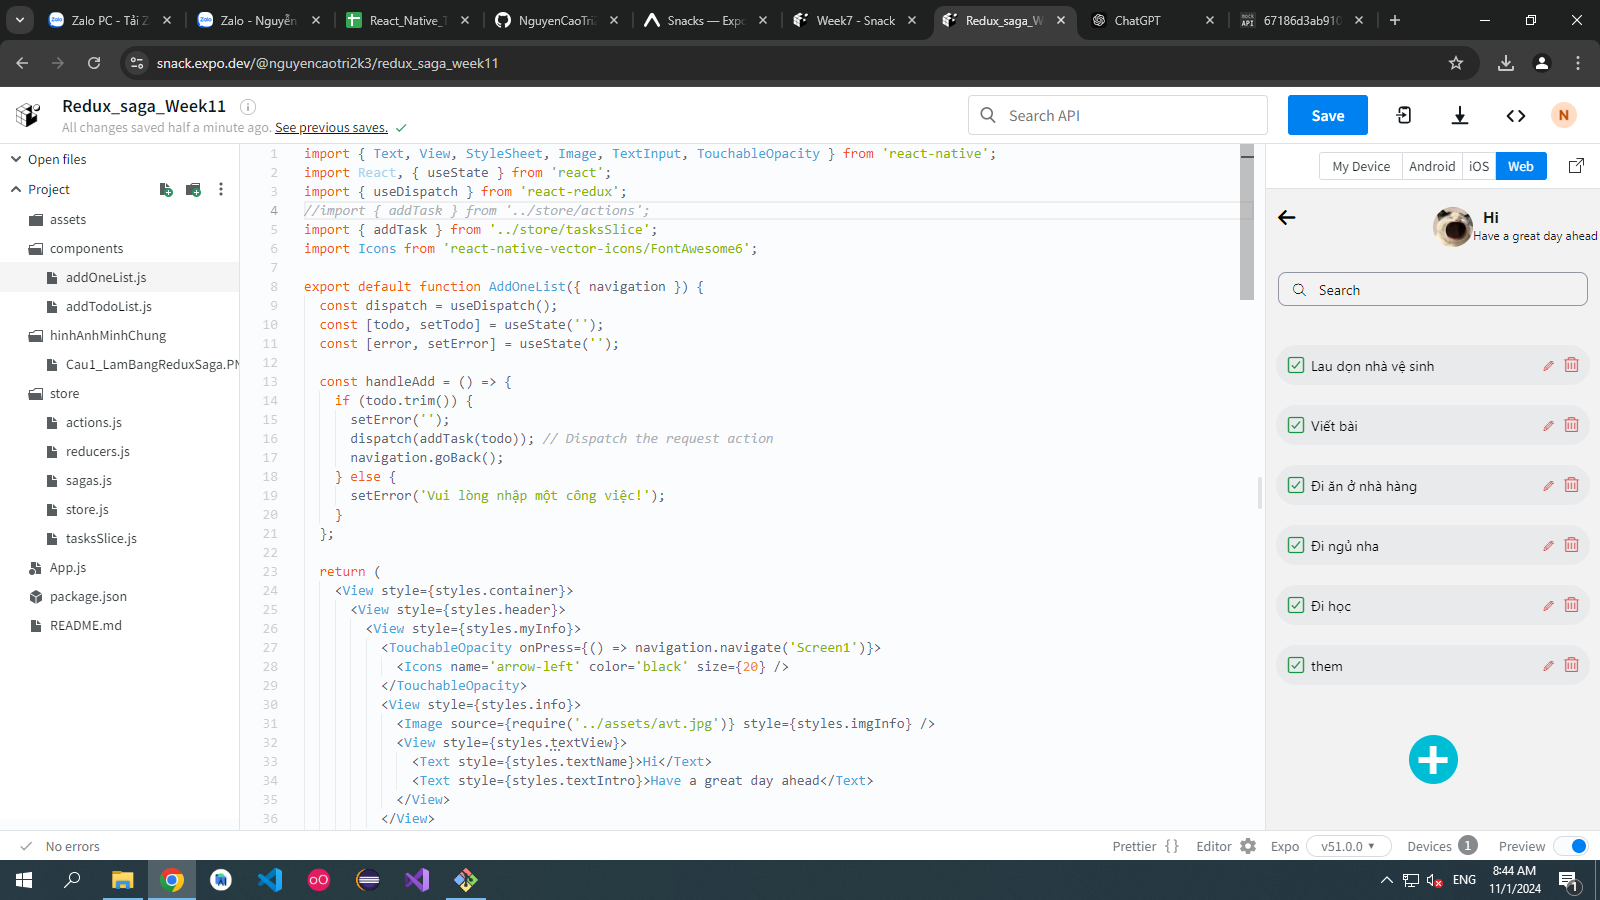 Zalo PC - Tải Z
Zalo - Nguyễn
React_Native_T
NguyenCaoTri2
Snacks — Expo
Week7 - Snack
Redux_saga_W
ChatGPT
67186d3ab910
snack.expo.dev/@nguyencaotri2k3/redux_saga_week11
Redux_saga_Week11
All changes saved half a minute ago. See previous saves.
Search API
Save
N
Open files
Project
assets
components
addOneList.js
addTodoList.js
hinhAnhMinhChung
Cau1_LamBangReduxSaga.PN
store
actions.js
reducers.js
sagas.js
store.js
tasksSlice.js
App.js
package.json
README.md
1 import { Text, View, StyleSheet, Image, TextInput, TouchableOpacity } from 'react-native';
2 import React, { useState } from 'react';
3 import { useDispatch } from 'react-redux';
4 //import { addTask } from '../store/actions';
5 import { addTask } from '../store/tasksSlice';
6 import Icons from 'react-native-vector-icons/FontAwesome6';
7
8 export default function AddOneList({ navigation }) {
9 const dispatch = useDispatch();
10 const [todo, setTodo] = useState('');
11 const [error, setError] = useState('');
12
13 const handleAdd = () => {
14 if (todo.trim()) {
15 setError('');
16 dispatch(addTask(todo)); // Dispatch the request action
17 navigation.goBack();
18 } else {
19 setError('Vui lòng nhập một công việc!');
20 }
21 };
22
23 return (
24 <View style={styles.container}>
25 <View style={styles.header}>
26 <View style={styles.myInfo}>
27 <TouchableOpacity onPress={() => navigation.navigate('Screen1')}>
28 <Icons name='arrow-left' color='black' size={20} />
29 </TouchableOpacity>
30 <View style={styles.info}>
31 <Image source={require('../assets/avt.jpg')} style={styles.imgInfo} />
32 <View style={styles.textView}>
33 <Text style={styles.textName}>Hi</Text>
34 <Text style={styles.textIntro}>Have a great day ahead</Text>
35 </View>
36 </View>
My Device
Android
iOS
Web
Hi
Have a great day ahead
Search
Lau dọn nhà vệ sinh
Viết bài
Đi ăn ở nhà hàng
Đi ngủ nha
Đi học
them
No errors
Prettier { }
Editor
Expo
v51.0.0
Devices 1
Preview
ENG
8:44 AM
11/1/2024
1